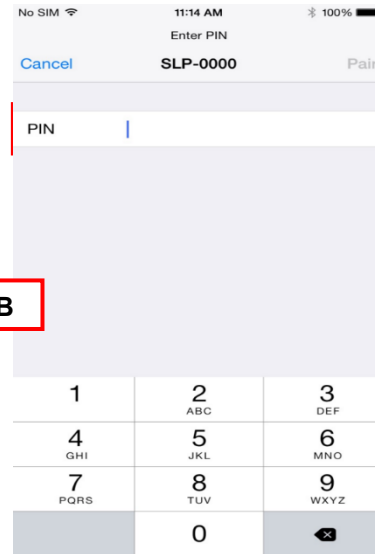 No SIM 11:14 AM 100%
Enter PIN
Cancel SLP-0000 Pair
PIN
B
1 2 3
ABC DEF
4 5 6
GHI JKL MNO
7 8 9
PQRS TUV WXYZ
0